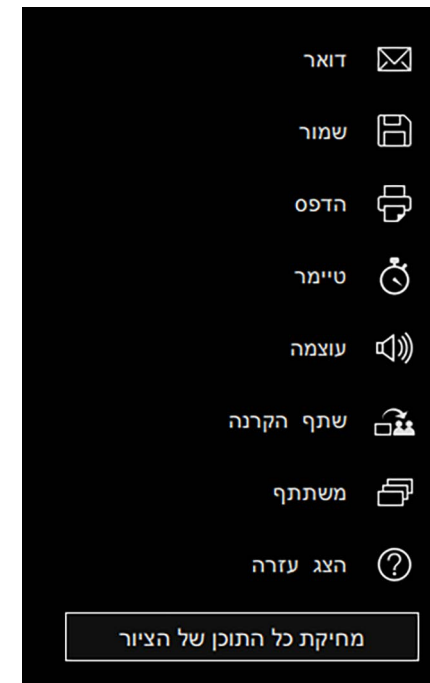 דואר
שמור
הדפס
טיימר
עוצמה
שתף הקרנה
משתתף
הצג עזרה
מחיקת כל התוכן של הציור